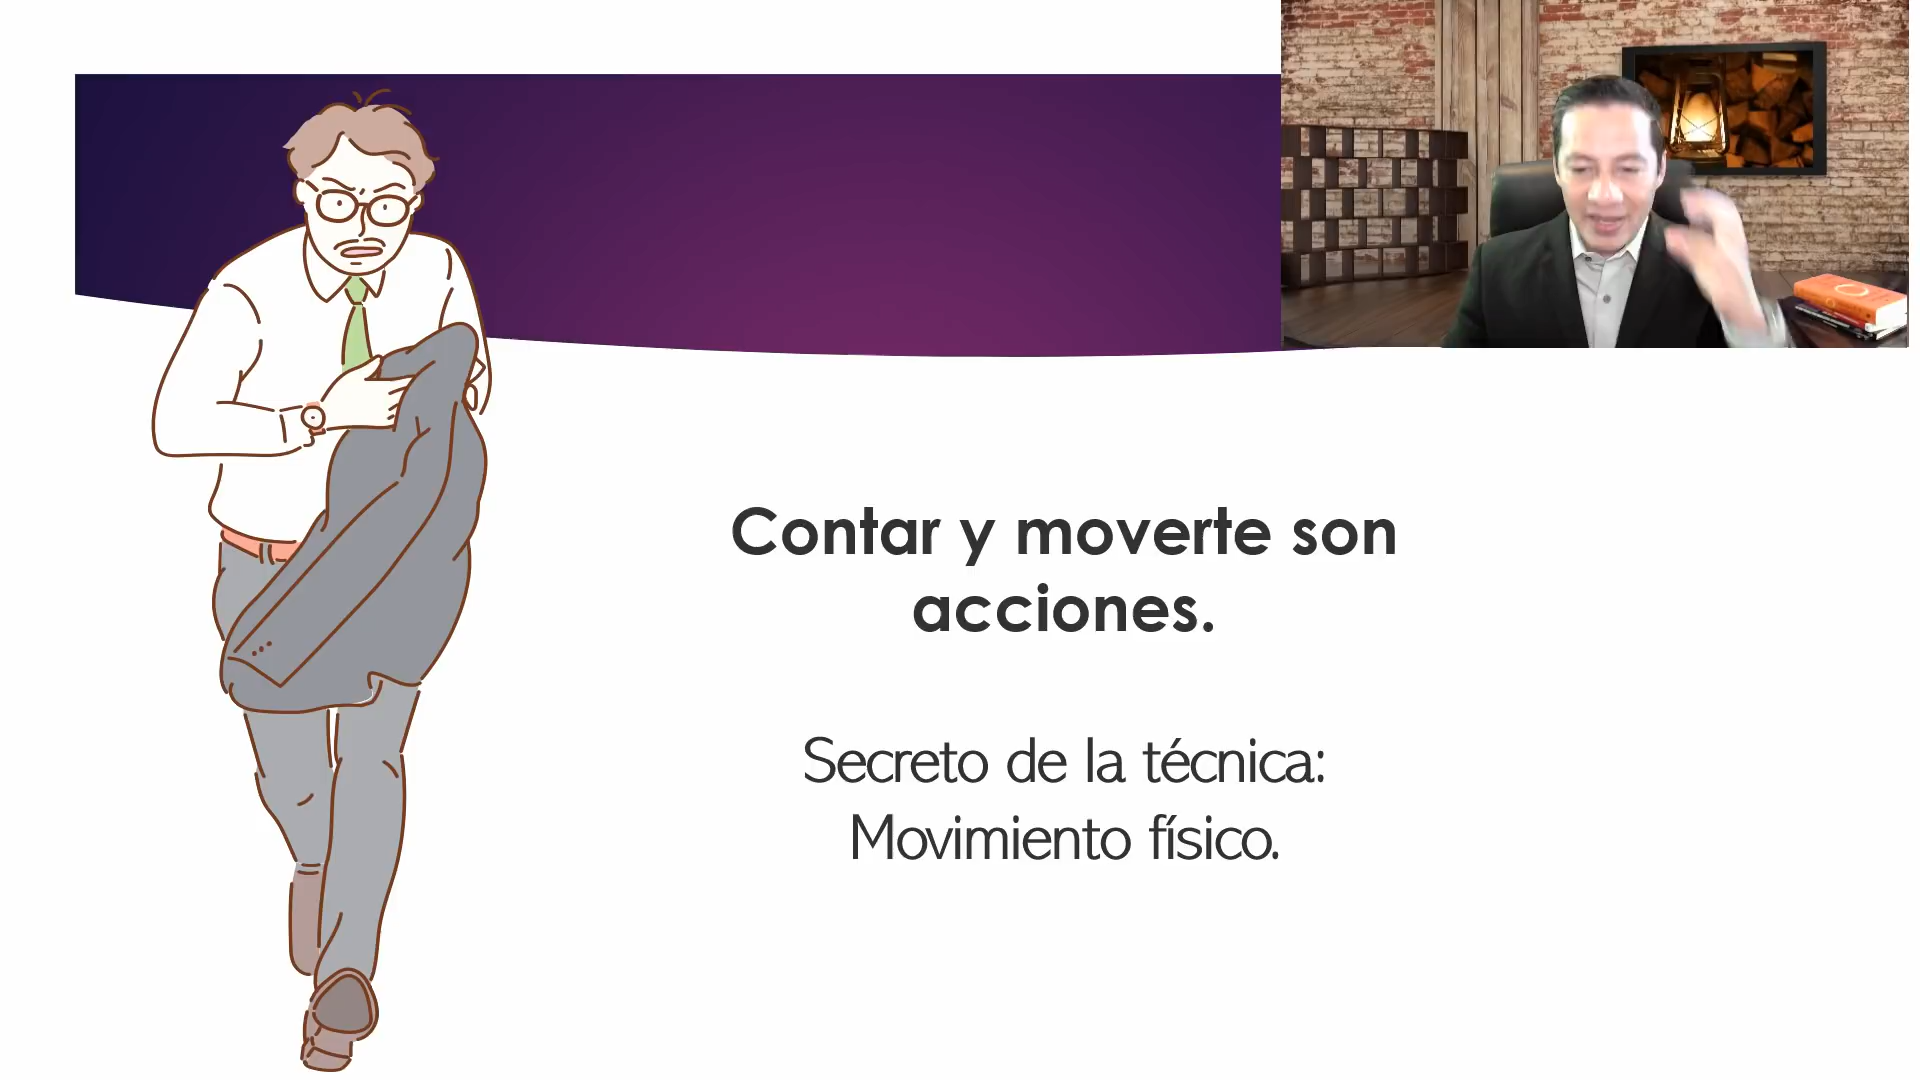 Contar y moverte son
acciones.
Secreto de la técnica:
Movimiento físico.